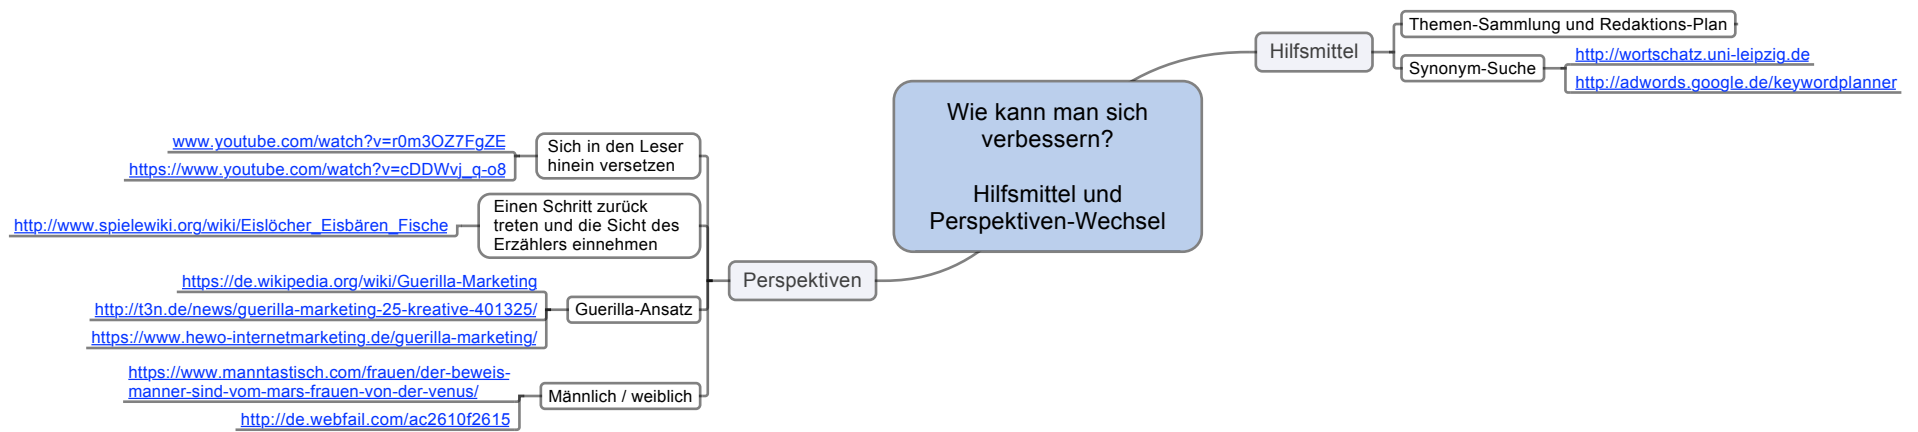 Wie kann man sich
verbessern?
Hilfsmittel und
Perspektiven-Wechsel
Hilfsmittel
Themen-Sammlung und Redaktions-Plan
Synonym-Suche
http://wortschatz.uni-leipzig.de
http://adwords.google.de/keywordplanner
Perspektiven
Sich in den Leser
hinein versetzen
www.youtube.com/watch?v=r0m3OZ7FgZE
https://www.youtube.com/watch?v=cDDWvj_q-o8
Einen Schritt zurück
treten und die Sicht des
Erzählers einnehmen
http://www.spielewiki.org/wiki/Eislöcher_Eisbären_Fische
Guerilla-Ansatz
https://de.wikipedia.org/wiki/Guerilla-Marketing
http://t3n.de/news/guerilla-marketing-25-kreative-401325/
https://www.hewo-internetmarketing.de/guerilla-marketing/
Männlich / weiblich
https://www.manntastisch.com/frauen/der-beweis-
manner-sind-vom-mars-frauen-von-der-venus/
http://de.webfail.com/ac2610f2615